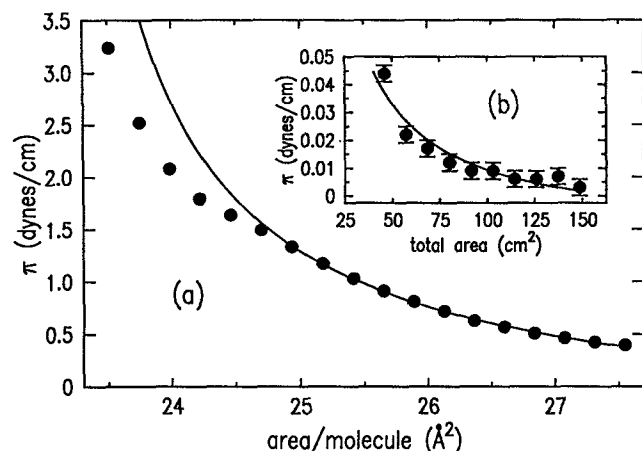 3.5
3.0
2.5
2.0
1.5
1.0
0.5
0
π (dynes/cm)
24
25
26
27
area/molecule (Å²)
(a)
0.05
0.04
0.03
0.02
0.01
0
π (dynes/cm)
25 50 75 100 125 150
total area (cm²)
(b)